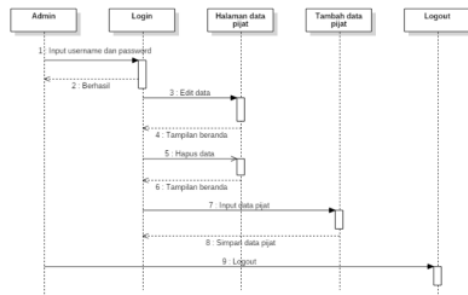 Admin
Login
Halaman data
pijat
Tambah data
pijat
Logout
1 : Input username dan password
2 : Berhasil
3 : Edit data
4 : Tampilan beranda
5 : Hapus data
6 : Tampilan beranda
7 : Input data pijat
8 : Simpan data pijat
9 : Logout